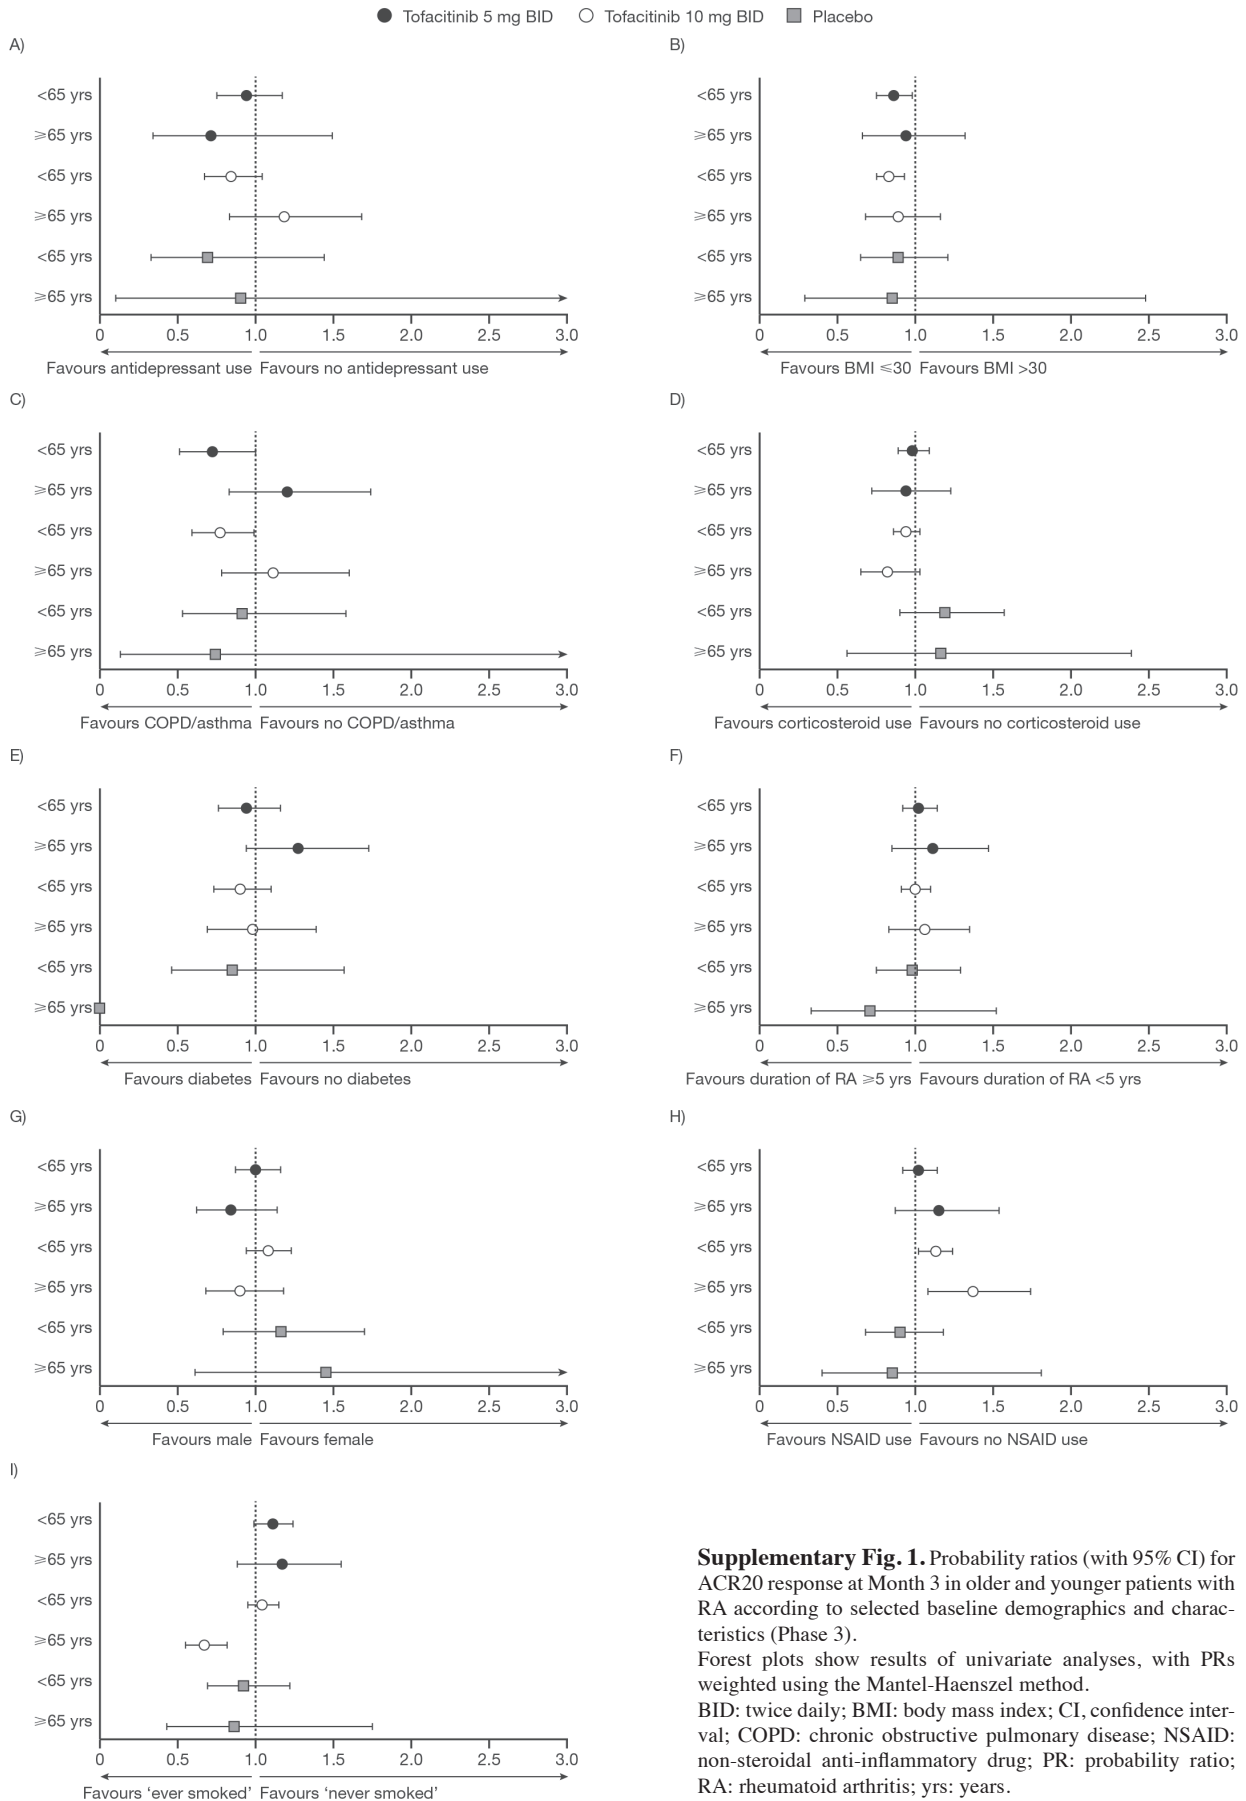 Tofacitinib 5 mg BID Tofacitinib 10 mg BID Placebo
A)
<65 yrs
≥65 yrs
<65 yrs
≥65 yrs
<65 yrs
≥65 yrs
0 0.5 1.0 1.5 2.0 2.5 3.0
Favours antidepressant use Favours no antidepressant use
B)
<65 yrs
≥65 yrs
<65 yrs
≥65 yrs
<65 yrs
≥65 yrs
0 0.5 1.0 1.5 2.0 2.5 3.0
Favours BMI ≤30 Favours BMI >30
C)
<65 yrs
≥65 yrs
<65 yrs
≥65 yrs
<65 yrs
≥65 yrs
0 0.5 1.0 1.5 2.0 2.5 3.0
Favours COPD/asthma Favours no COPD/asthma
D)
<65 yrs
≥65 yrs
<65 yrs
≥65 yrs
<65 yrs
≥65 yrs
0 0.5 1.0 1.5 2.0 2.5 3.0
Favours corticosteroid use Favours no corticosteroid use
E)
<65 yrs
≥65 yrs
<65 yrs
≥65 yrs
<65 yrs
≥65 yrs
0 0.5 1.0 1.5 2.0 2.5 3.0
Favours diabetes Favours no diabetes
F)
<65 yrs
≥65 yrs
<65 yrs
≥65 yrs
<65 yrs
≥65 yrs
0 0.5 1.0 1.5 2.0 2.5 3.0
Favours duration of RA ≥5 yrs Favours duration of RA <5 yrs
G)
<65 yrs
≥65 yrs
<65 yrs
≥65 yrs
<65 yrs
≥65 yrs
0 0.5 1.0 1.5 2.0 2.5 3.0
Favours male Favours female
H)
<65 yrs
≥65 yrs
<65 yrs
≥65 yrs
<65 yrs
≥65 yrs
0 0.5 1.0 1.5 2.0 2.5 3.0
Favours NSAID use Favours no NSAID use
I)
<65 yrs
≥65 yrs
<65 yrs
≥65 yrs
<65 yrs
≥65 yrs
0 0.5 1.0 1.5 2.0 2.5 3.0
Favours ‘ever smoked’ Favours ‘never smoked’
Supplementary Fig. 1. Probability ratios (with 95% CI) for
ACR20 response at Month 3 in older and younger patients with
RA according to selected baseline demographics and charac-
teristics (Phase 3).
Forest plots show results of univariate analyses, with PRs
weighted using the Mantel-Haenszel method.
BID: twice daily; BMI: body mass index; CI, confidence inter-
val; COPD: chronic obstructive pulmonary disease; NSAID:
non-steroidal anti-inflammatory drug; PR: probability ratio;
RA: rheumatoid arthritis; yrs: years.